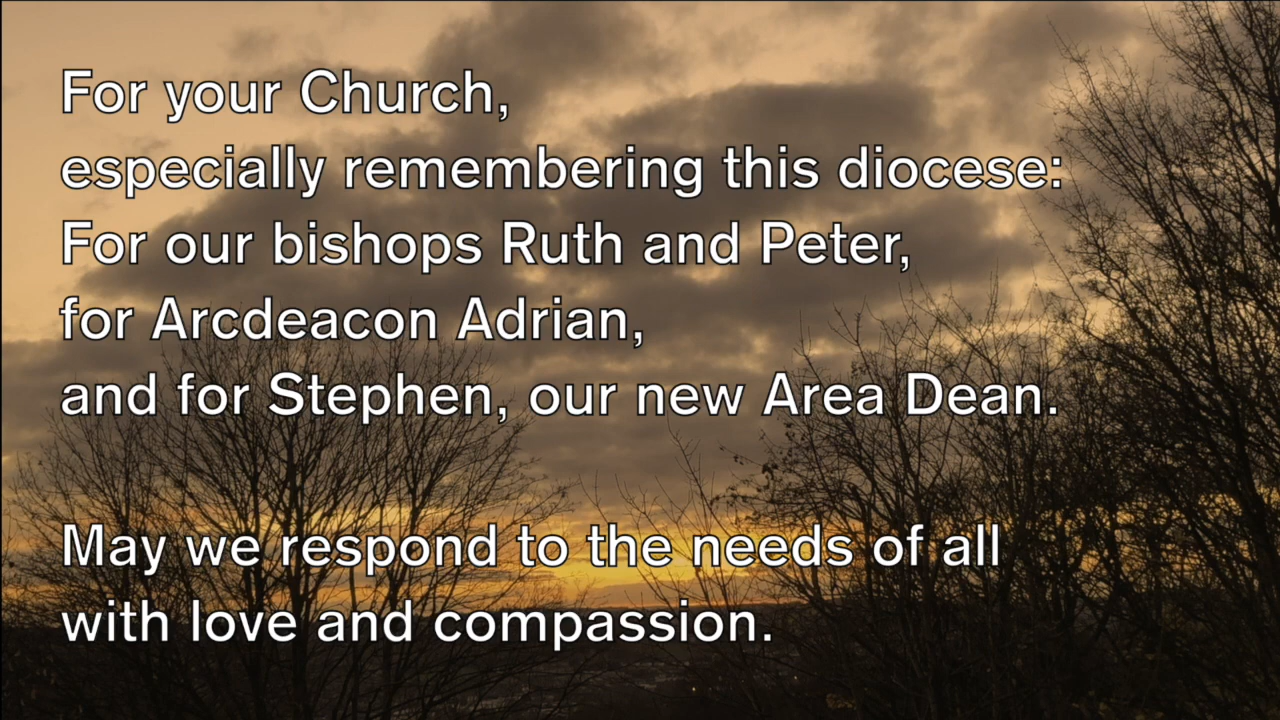 For your Church,
especially remembering this diocese:
For our bishops Ruth and Peter,
for Arcdeacon Adrian,
and for Stephen, our new Area Dean.
May we respond to the needs of all
with love and compassion.